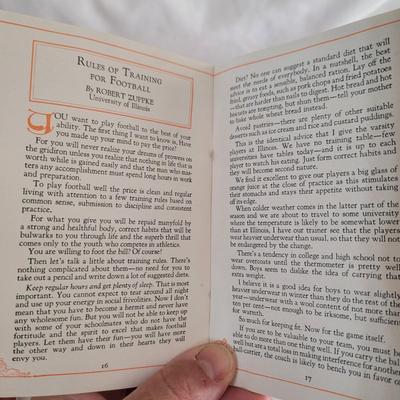 RULES OF TRAINING
FOR FOOTBALL
By ROBERT ZUPPKE
University of Illinois
YOU want to play football to the best of your
ability. The first thing I want to know is, Have
you made up your mind to pay the price?
For you will never realize your dreams of prowess on
the gridiron unless you realize that nothing in life that is
worth while is gained easily and that the man who mas-
ters any accomplishment must spend long hours in work
and preparation.
To play football well the price is clean and regular
living with attention to a few training rules based on
common sense, submission to discipline and consistent
practice.
For what you give you will be repaid manyfold by
a strong and healthful body, correct habits that will be
bulwarks to you through life and the superb thrill that
comes only to the youth who competes in athletics.
You are willing to foot the bill? Of course!
Then let's talk a little about training rules. There's
nothing complicated about them—no need for you to
take out a pencil and write down a lot of suggested diets.
Keep regular hours and get plenty of sleep. That is most
important. You cannot expect to tear around all night
and use up your energy in social frivolities. Now I don't
mean that you have to become a hermit and never have
any wholesome fun. But you will not be able to keep up
with some of your schoolmates who do not have the
fortitude and the spirit to excel that makes football
players. Let them have their fun—you will have more
the other way and down in their hearts they will
envy you.
16
Diet? No one can suggest a standard diet that will
meet the needs of everybody. In a nutshell, the best
advice is to eat a sensible, balanced ration. Lay off the
fried, greasy foods, such as pork chops and fried potatoes
—that are harder than nails to digest. Hot bread and hot
biscuits are tempting, but shun them—tell your mother
to bake whole wheat bread instead.
Avoid pastries—there are plenty of other suitable
desserts such as ice cream and rice and custard puddings.
This is the identical advice that I give the varsity
players at Illinois. We have no training table—few
universities have tables today—and it is up to each
player to watch his eating. Just form correct habits and
they will become second nature.
We find it excellent to give our players a big glass of
orange juice at the close of practice as this stimulates
their stomachs and stays their appetite without taking
off its edge.
When colder weather comes in the latter part of the
season and we are about to travel to some university
where the temperature is likely to be somewhat lower
than at Illinois, I have our trainer see that the players
wear heavier underwear than usual, so that they will not
be endangered by the change.
There's a tendency in college and high school not to
wear overcoats until the thermometer is pretty well
down. Boys seem to dislike the idea of carrying that
extra weight.
I believe it is a good idea for boys to wear slightly
heavier underwear in winter than they do the rest of the
year—underwear with a wool content of not more than
ten per cent—not enough to be irksome, but sufficient
for warmth.
So much for keeping fit. Now for the game itself.
If you are to be valuable to your team, you must be
able to do more than one thing well. If you carry the ball
well but are a total loss in making interference for another
ball-carrier, the coach is likely to bench you in favor of
17